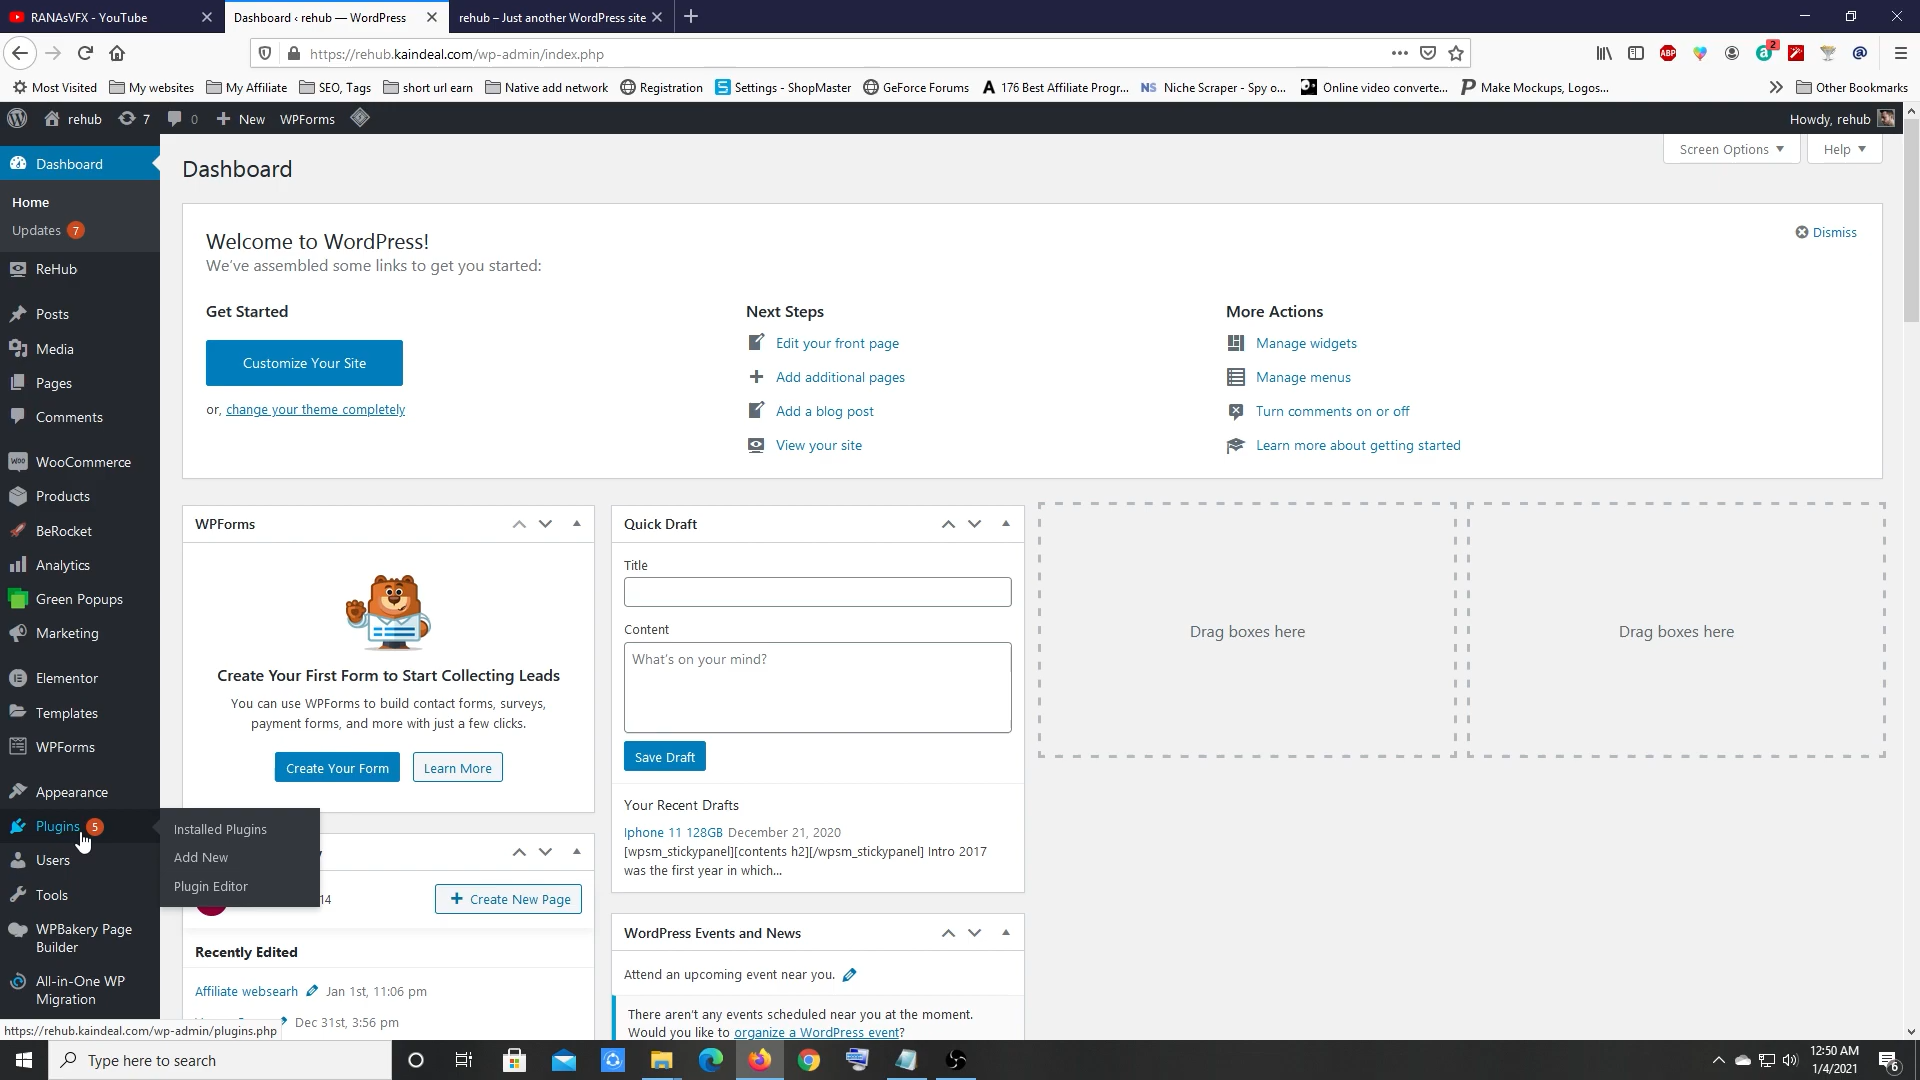 RANAsVFX - YouTube
Dashboard ‹ rehub — WordPress
rehub – Just another WordPress site
https://rehub.kaindeal.com/wp-admin/index.php
ABP
2
Most Visited
My websites
My Affiliate
SEO, Tags
short url earn
Native add network
Registration
Settings - ShopMaster
GeForce Forums
176 Best Affiliate Progr...
NS Niche Scraper - Spy o...
Online video converte...
Make Mockups, Logos...
Other Bookmarks
rehub
7
0
New
WPForms
Howdy, rehub
Dashboard
Home
Updates 7
ReHub
Posts
Media
Pages
Comments
WooCommerce
Products
BeRocket
Analytics
Green Popups
Marketing
Elementor
Templates
WPForms
Appearance
Plugins 5
Users
Tools
WPBakery Page
Builder
All-in-One WP
Migration
Installed Plugins
Add New
Plugin Editor
Dashboard
Screen Options
Help
Welcome to WordPress!
We've assembled some links to get you started:
Dismiss
Get Started
Customize Your Site
or, change your theme completely
Next Steps
Edit your front page
Add additional pages
Add a blog post
View your site
More Actions
Manage widgets
Manage menus
Turn comments on or off
Learn more about getting started
WPForms
Create Your First Form to Start Collecting Leads
You can use WPForms to build contact forms, surveys,
payment forms, and more with just a few clicks.
Create Your Form
Learn More
14
Create New Page
Recently Edited
Affiliate websearh Jan 1st, 11:06 pm
Dec 31st, 3:56 pm
Quick Draft
Title
Content
What's on your mind?
Save Draft
Your Recent Drafts
Iphone 11 128GB December 21, 2020
[wpsm_stickypanel][contents h2][/wpsm_stickypanel] Intro 2017
was the first year in which...
WordPress Events and News
Attend an upcoming event near you.
There aren't any events scheduled near you at the moment.
Would you like to organize a WordPress event?
Drag boxes here
Drag boxes here
https://rehub.kaindeal.com/wp-admin/plugins.php
Type here to search
12:50 AM
1/4/2021
6